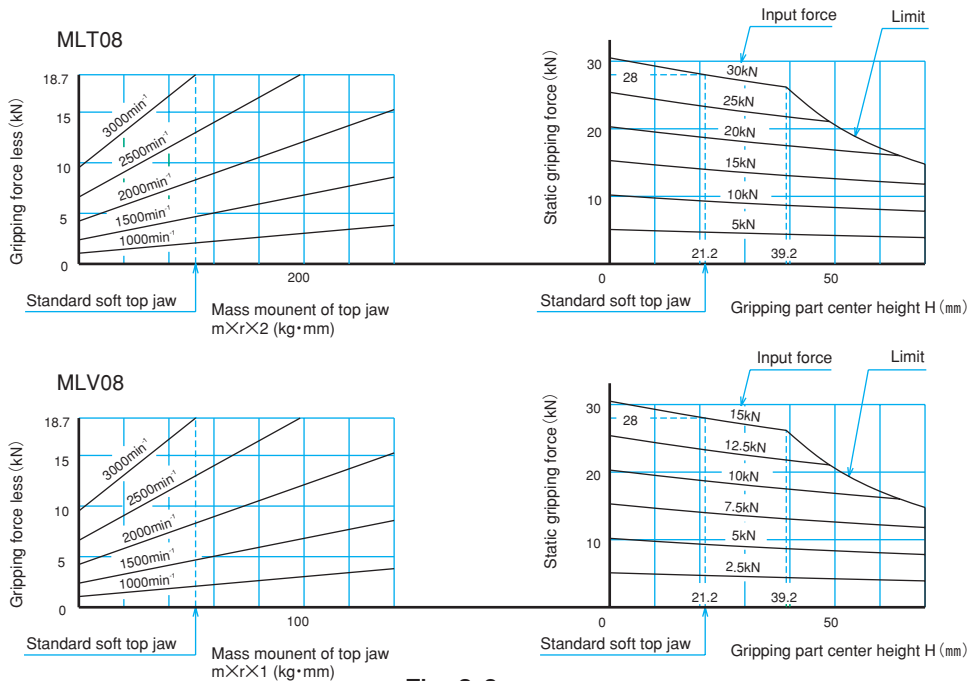 MLT08
Gripping force less (kN)
18.7
15
10
5
0
3000min⁻¹
2500min⁻¹
2000min⁻¹
1500min⁻¹
1000min⁻¹
200
Standard soft top jaw
Mass mounent of top jaw
m×r×2 (kg•mm)
Input force
Limit
Static gripping force (kN)
30
28
20
10
30kN
25kN
20kN
15kN
10kN
5kN
21.2
39.2
0
50
Standard soft top jaw
Gripping part center height H (mm)
MLV08
Gripping force less (kN)
18.7
15
10
5
0
3000min⁻¹
2500min⁻¹
2000min⁻¹
1500min⁻¹
1000min⁻¹
100
Standard soft top jaw
Mass mounent of top jaw
m×r×1 (kg•mm)
Input force
Limit
Static gripping force (kN)
30
28
20
10
15kN
12.5kN
10kN
7.5kN
5kN
2.5kN
21.2
39.2
0
50
Standard soft top jaw
Gripping part center height H (mm)